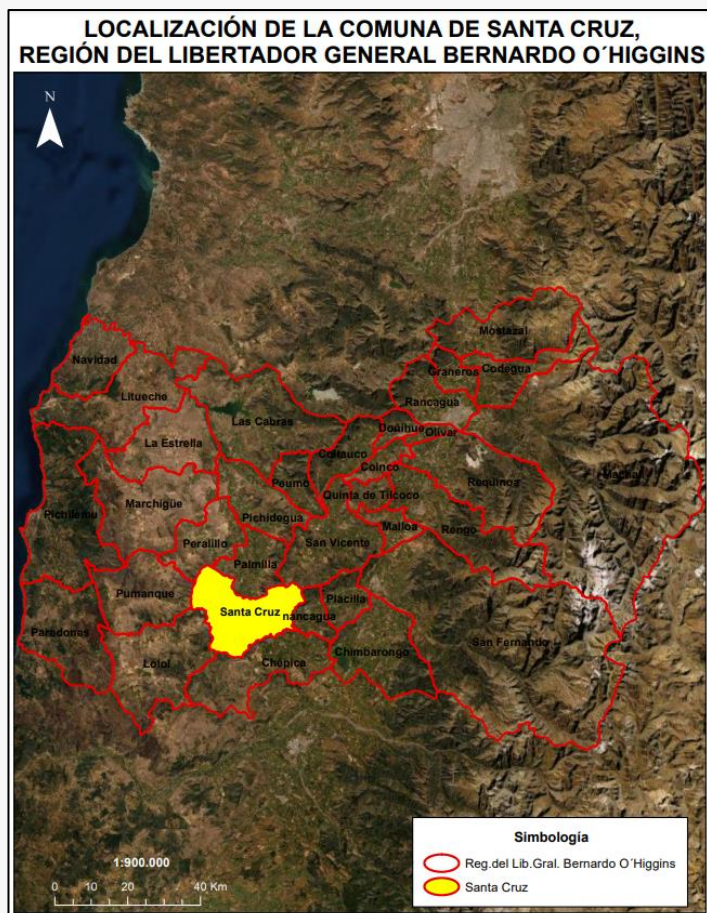 LOCALIZACIÓN DE LA COMUNA DE SANTA CRUZ,
REGIÓN DEL LIBERTADOR GENERAL BERNARDO O´HIGGINS
N
Mostazal
Navidad
Graneros
Codegua
Litueche
Rancagua
Las Cabras
Doñihue
Olivar
La Estrella
Coltauco
Coinco
Machalí
Peumo
Requinoa
Quinta de Tilcoco
Marchigüe
Pichilemu
Pichidegua
Malloa
Rengo
Peralillo
San Vicente
Palmilla
Pumanque
Placilla
Santa Cruz
nancagua
Paredones
San Fernando
Chimbarongo
Lolol
Chépica
Simbología
Reg.del Lib.Gral. Bernardo O´Higgins
Santa Cruz
1:900.000
0 10 20 40 Km